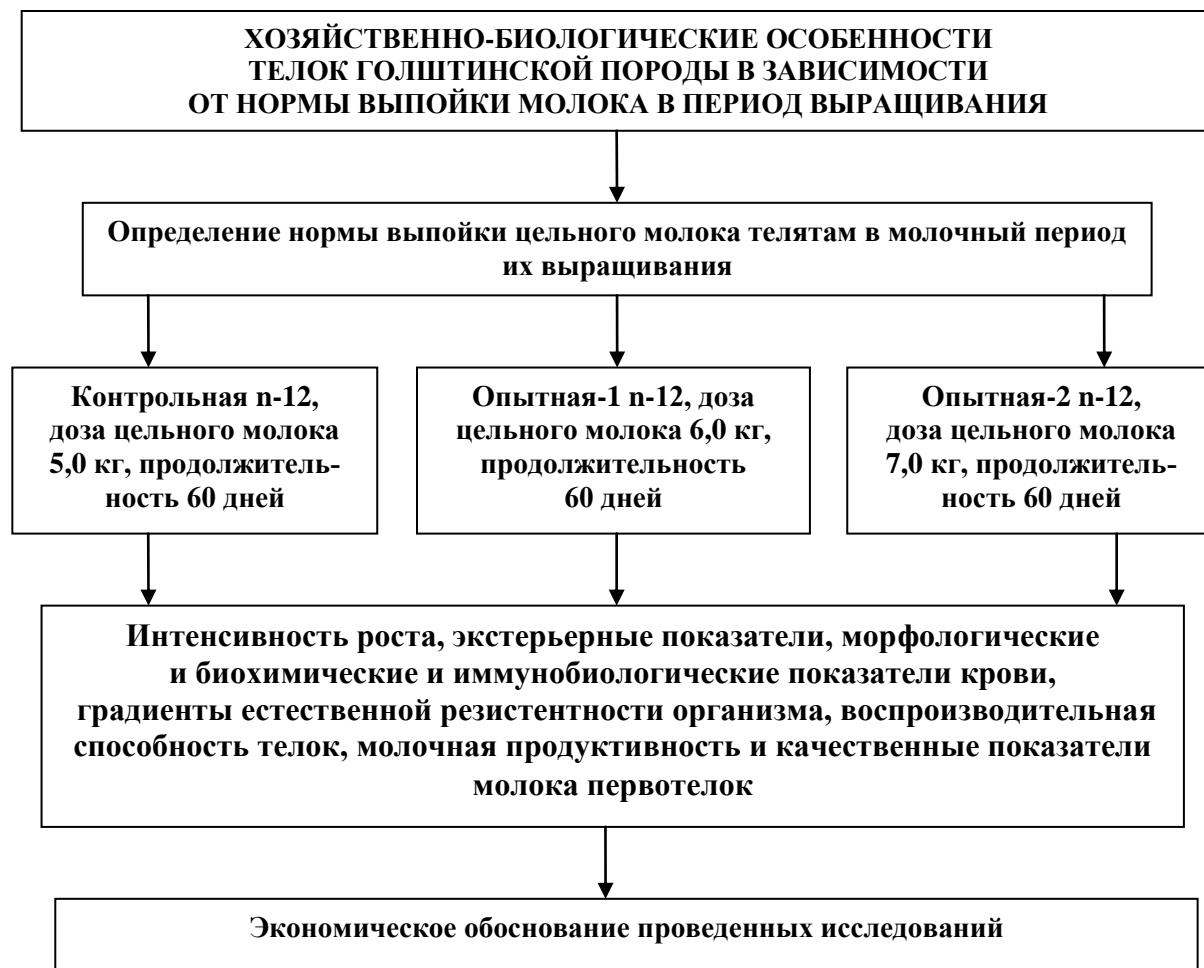 ХОЗЯЙСТВЕННО-БИОЛОГИЧЕСКИЕ ОСОБЕННОСТИ
ТЕЛОК ГОЛШТИНСКОЙ ПОРОДЫ В ЗАВИСИМОСТИ
ОТ НОРМЫ ВЫПОЙКИ МОЛОКА В ПЕРИОД ВЫРАЩИВАНИЯ
Определение нормы выпойки цельного молока телятам в молочный период
их выращивания
Контрольная n-12,
доза цельного молока
5,0 кг, продолжитель-
ность 60 дней
Опытная-1 n-12, доза
цельного молока 6,0 кг,
продолжительность
60 дней
Опытная-2 n-12,
доза цельного молока
7,0 кг, продолжитель-
ность 60 дней
Интенсивность роста, экстерьерные показатели, морфологические
и биохимические и иммунобиологические показатели крови,
градиенты естественной резистентности организма, воспроизводительная
способность телок, молочная продуктивность и качественные показатели
молока первотелок
Экономическое обоснование проведенных исследований